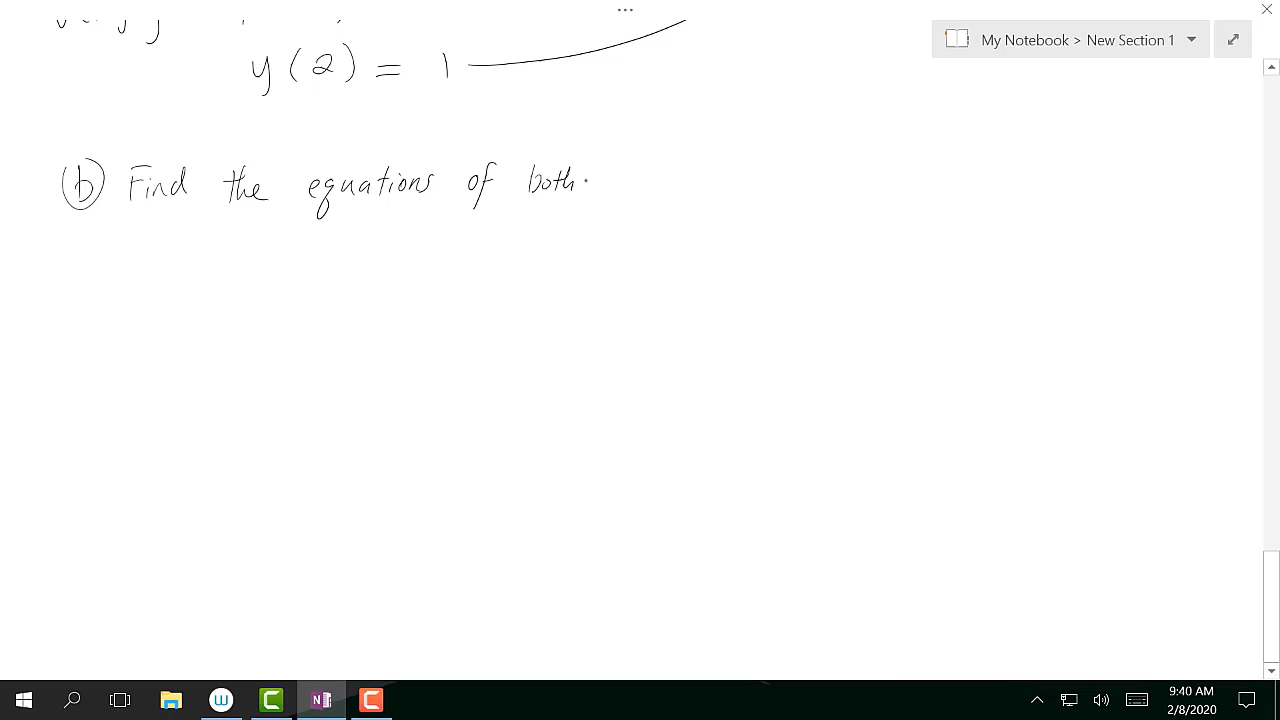 My Notebook > New Section 1
y(2) = 1
(b) Find the equations of both
9:40 AM
2/8/2020